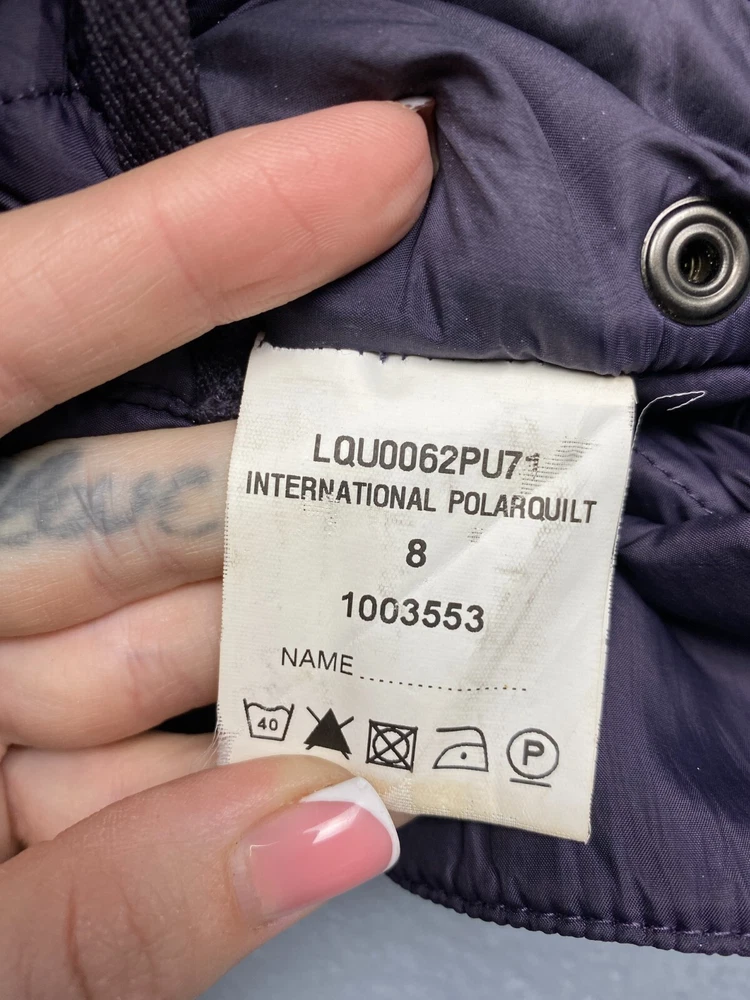 LQU0062PU71
INTERNATIONAL POLARQUILT
8
1003553
NAME..............................
40
P